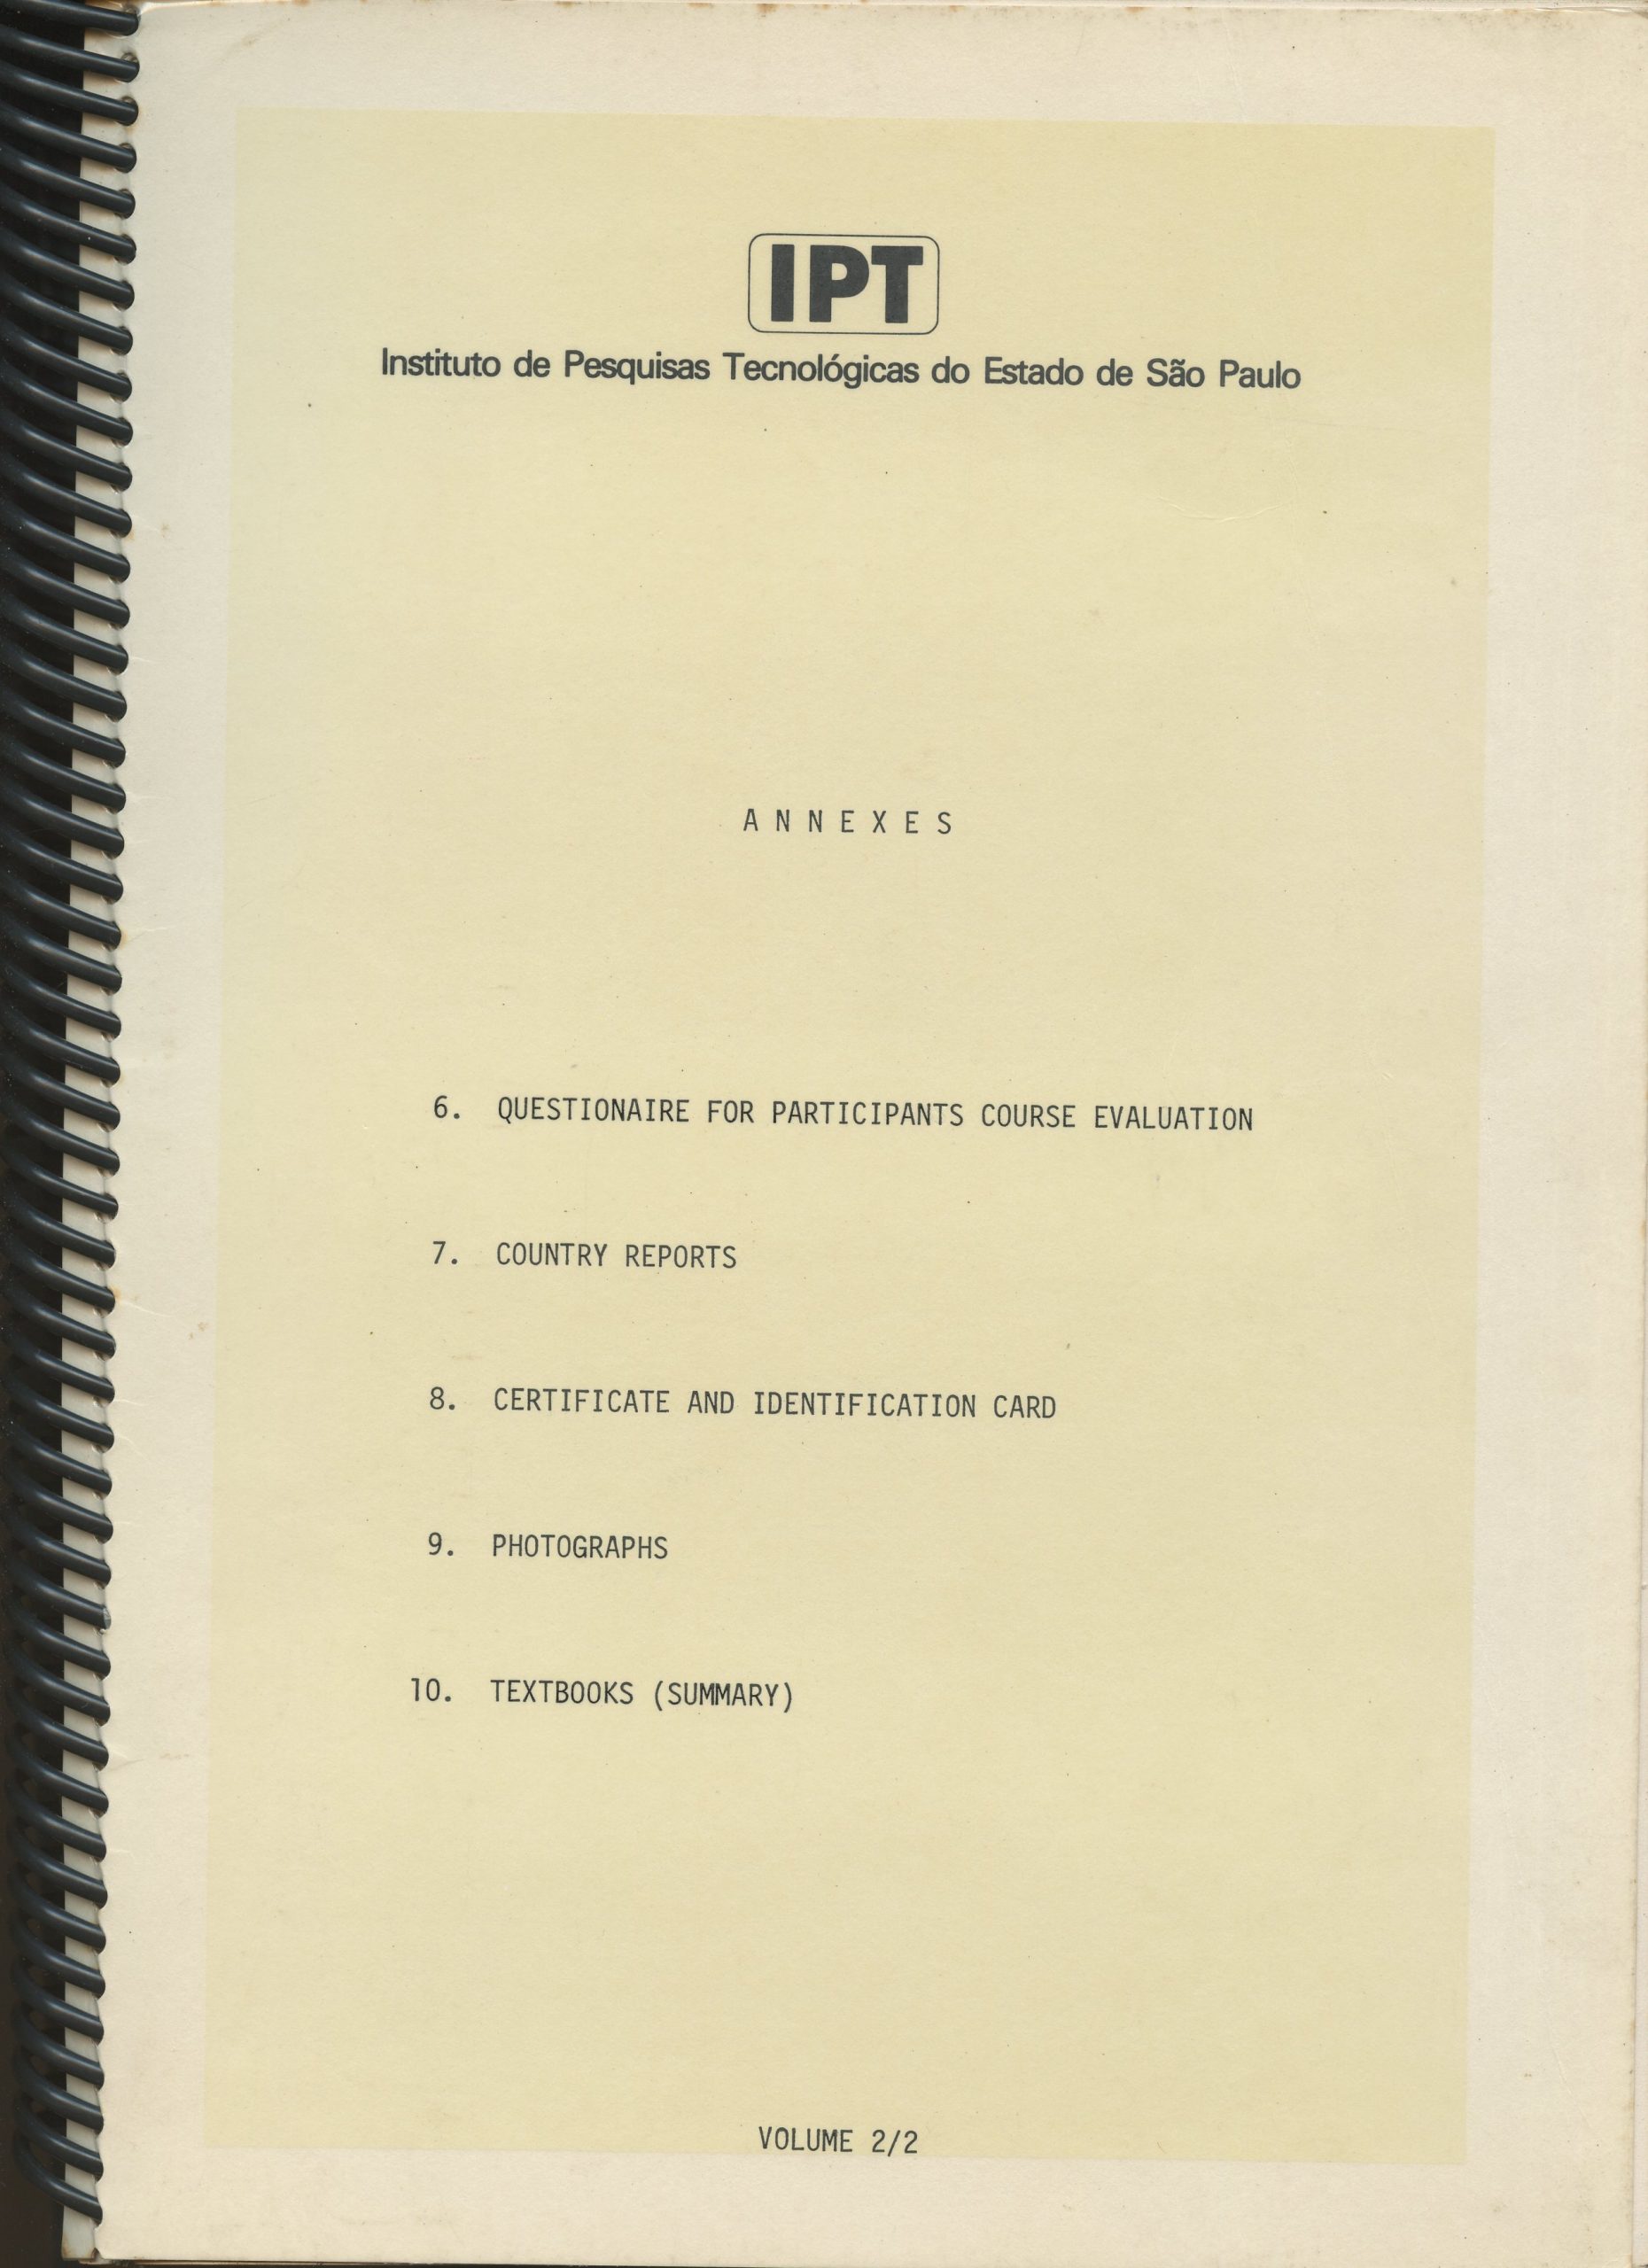 IPT
Instituto de Pesquisas Tecnológicas do Estado de São Paulo
A N N E X E S
6. QUESTIONAIRE FOR PARTICIPANTS COURSE EVALUATION
7. COUNTRY REPORTS
8. CERTIFICATE AND IDENTIFICATION CARD
9. PHOTOGRAPHS
10. TEXTBOOKS (SUMMARY)
VOLUME 2/2